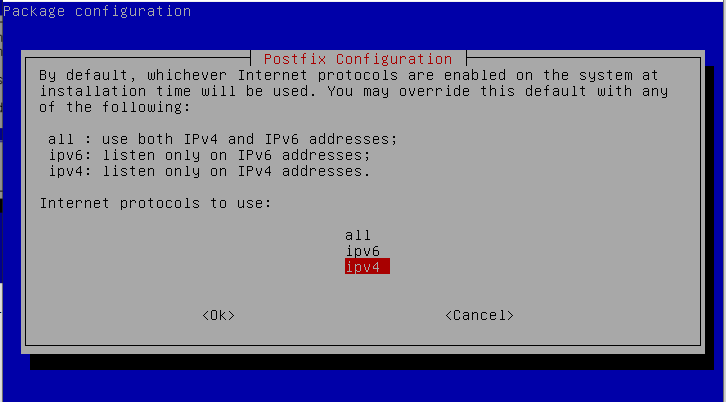 Package configuration
Postfix Configuration
By default, whichever Internet protocols are enabled on the system at
installation time will be used. You may override this default with any
of the following:
all : use both IPv4 and IPv6 addresses;
ipv6: listen only on IPv6 addresses;
ipv4: listen only on IPv4 addresses.
Internet protocols to use:
all
ipv6
ipv4
<Ok> <Cancel>